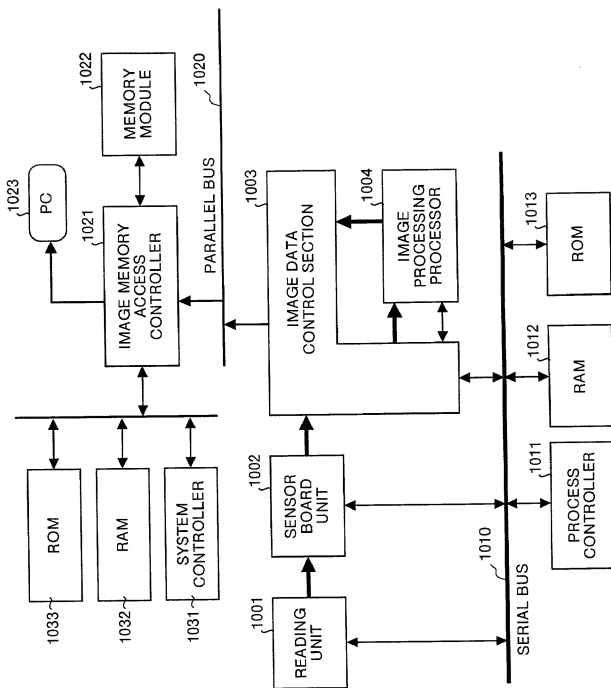 1023
PC
1022
MEMORY
MODULE
1021
IMAGE MEMORY
ACCESS
CONTROLLER
1020
PARALLEL BUS
ROM
1033
RAM
1032
SYSTEM
CONTROLLER
1031
1003
IMAGE DATA
CONTROL SECTION
1004
IMAGE
PROCESSING
PROCESSOR
1002
SENSOR
BOARD
UNIT
1001
READING
UNIT
1010
SERIAL BUS
1011
PROCESS
CONTROLLER
1012
RAM
1013
ROM